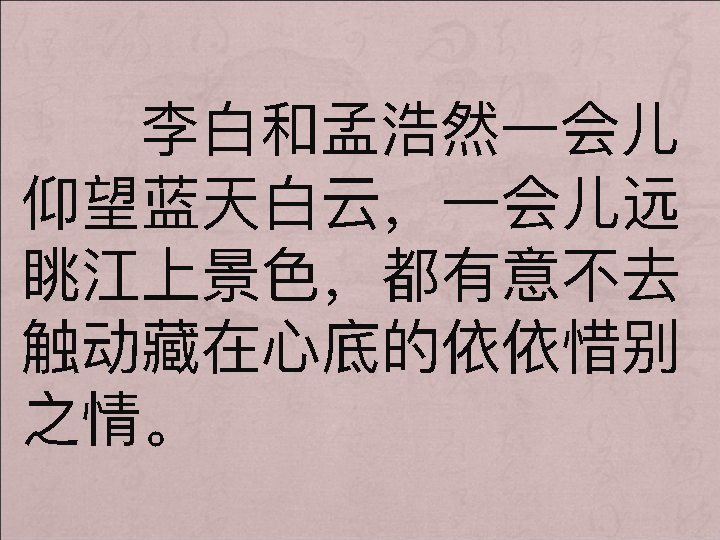 李白和孟浩然一会儿
仰望蓝天白云，一会儿远
眺江上景色，都有意不去
触动藏在心底的依依惜别
之情。